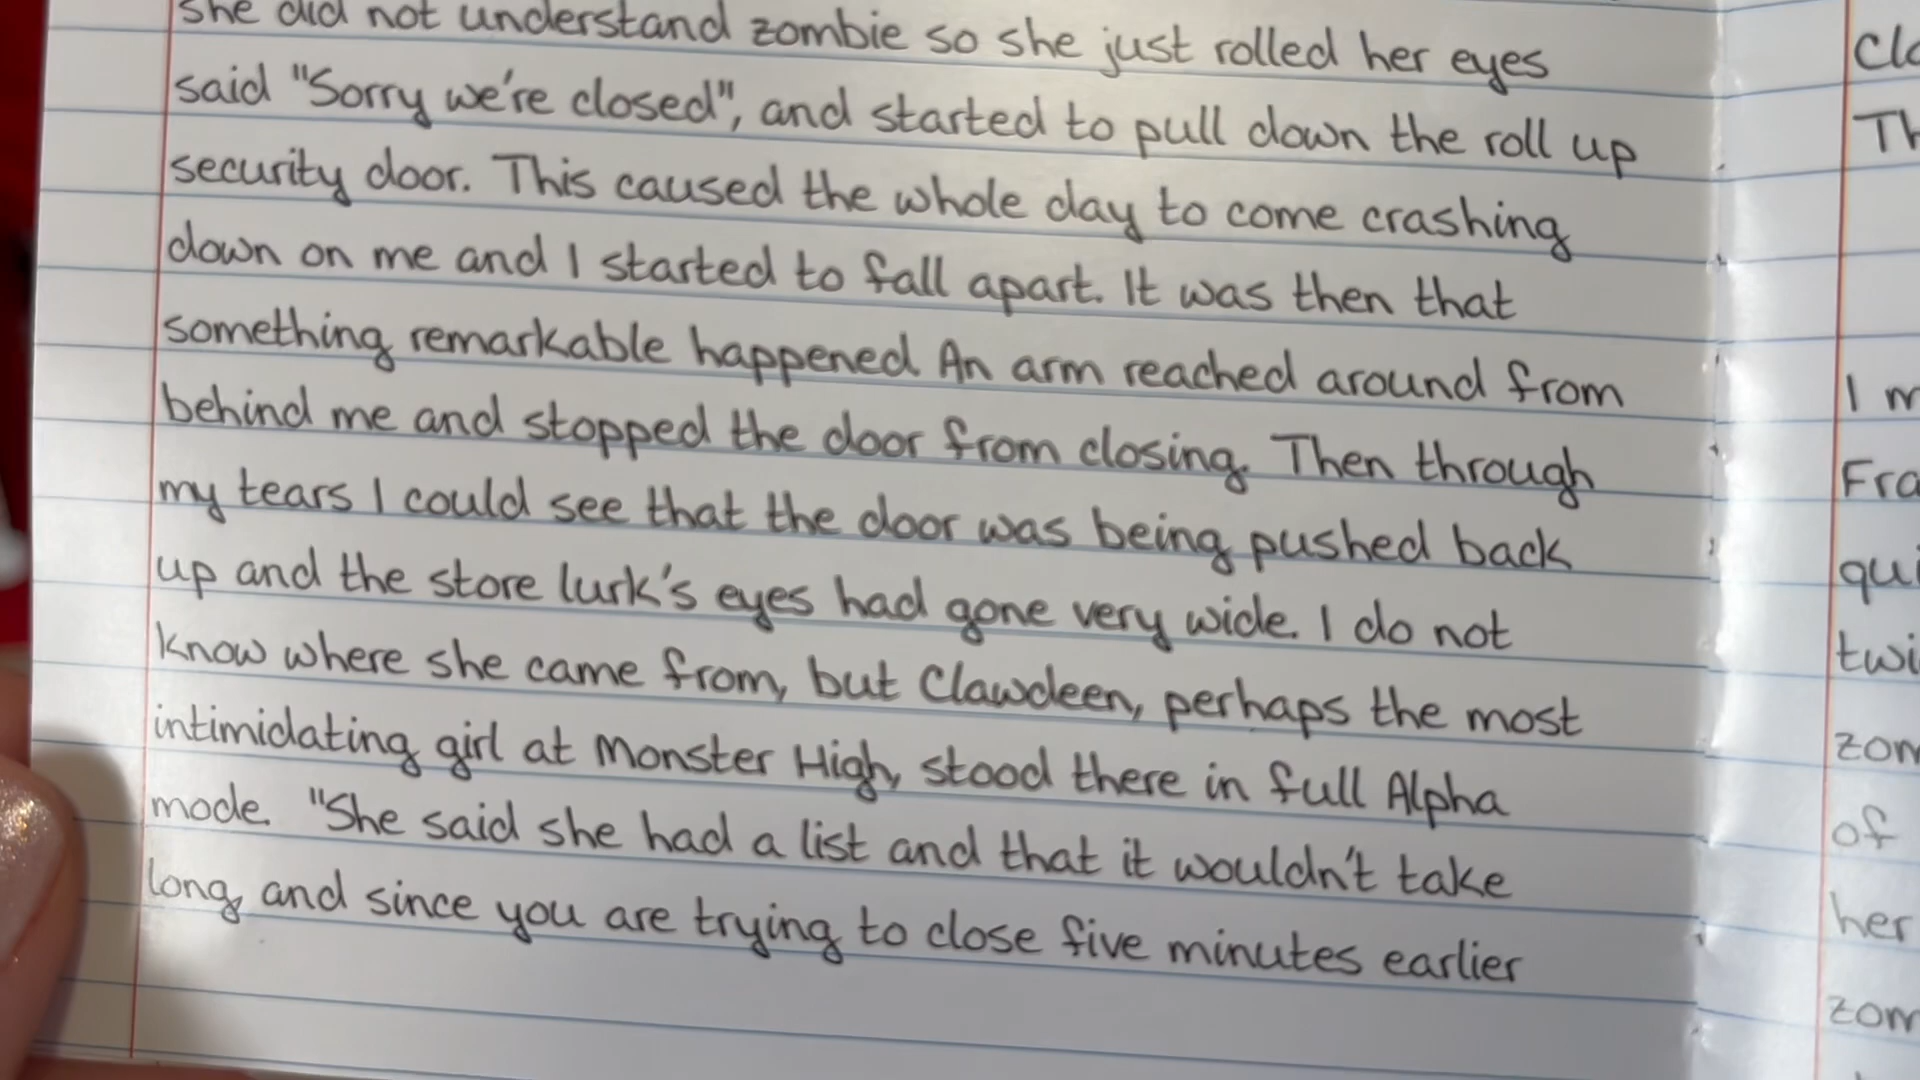 she did not understand zombie so she just rolled her eyes
said "Sorry we're closed", and started to pull down the roll up
security door. This caused the whole day to come crashing
down on me and I started to fall apart. It was then that
something remarkable happened An arm reached around from
behind me and stopped the door from closing. Then through
my tears I could see that the door was being pushed back
up and the store lurk's eyes had gone very wide. I do not
know where she came from, but Clawdeen, perhaps the most
intimidating girl at Monster High, stood there in full Alpha
mode. "She said she had a list and that it wouldn't take
long, and since you are trying to close five minutes earlier
Th
I
of
her